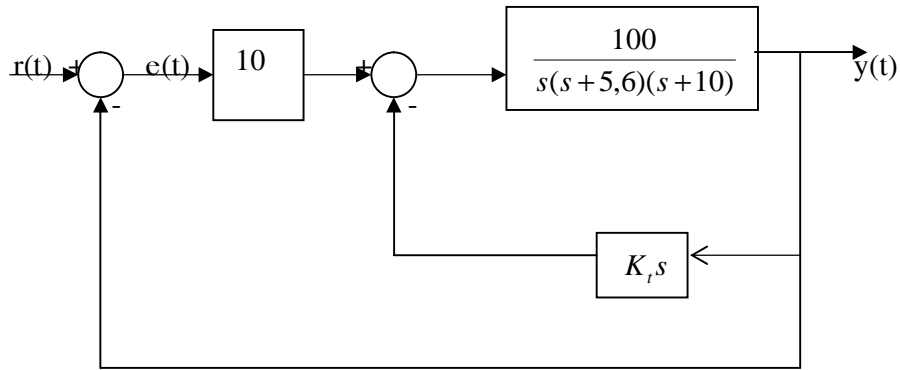 r(t)
+
-
e(t)
10
+
-
100
s(s+5,6)(s+10)
y(t)
K_t s